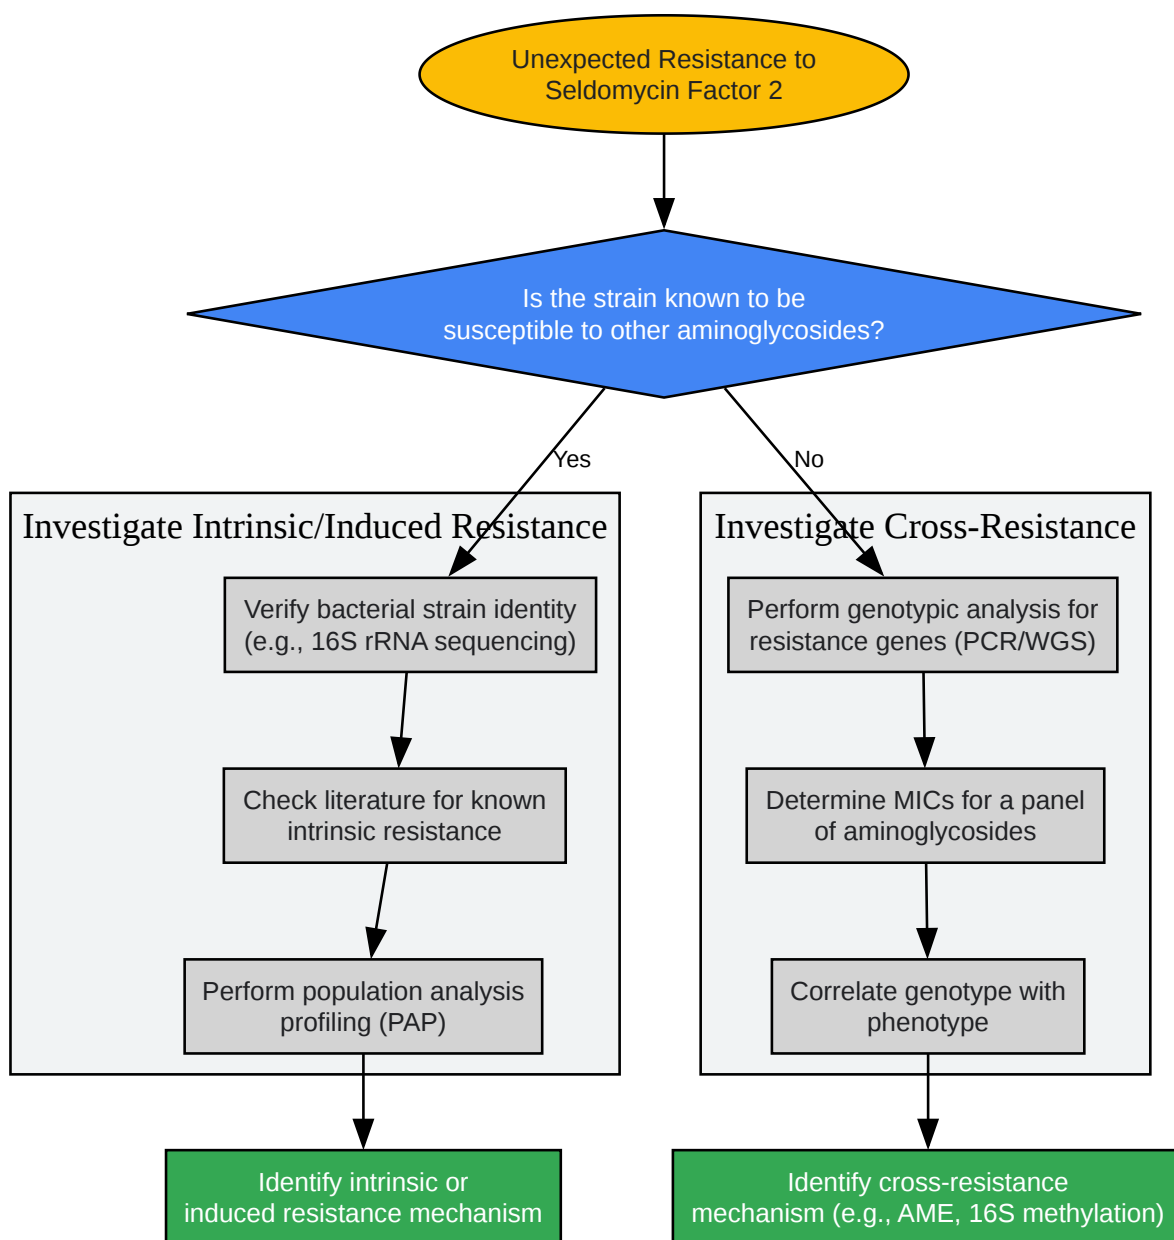 Unexpected Resistance to
Seldomycin Factor 2
Is the strain known to be
susceptible to other aminoglycosides?
Yes
No
Investigate Intrinsic/Induced Resistance
Verify bacterial strain identity
(e.g., 16S rRNA sequencing)
Check literature for known
intrinsic resistance
Perform population analysis
profiling (PAP)
Identify intrinsic or
induced resistance mechanism
Investigate Cross-Resistance
Perform genotypic analysis for
resistance genes (PCR/WGS)
Determine MICs for a panel
of aminoglycosides
Correlate genotype with
phenotype
Identify cross-resistance
mechanism (e.g., AME, 16S methylation)